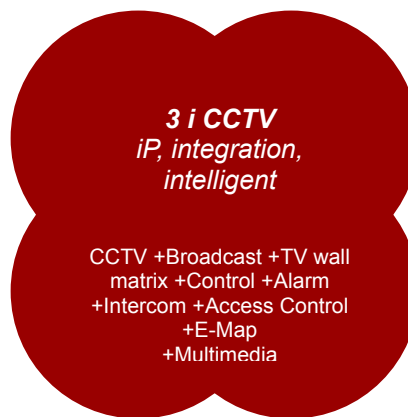 3 i CCTV
iP, integration,
intelligent
CCTV +Broadcast +TV wall
matrix +Control +Alarm
+Intercom +Access Control
+E-Map
+Multimedia